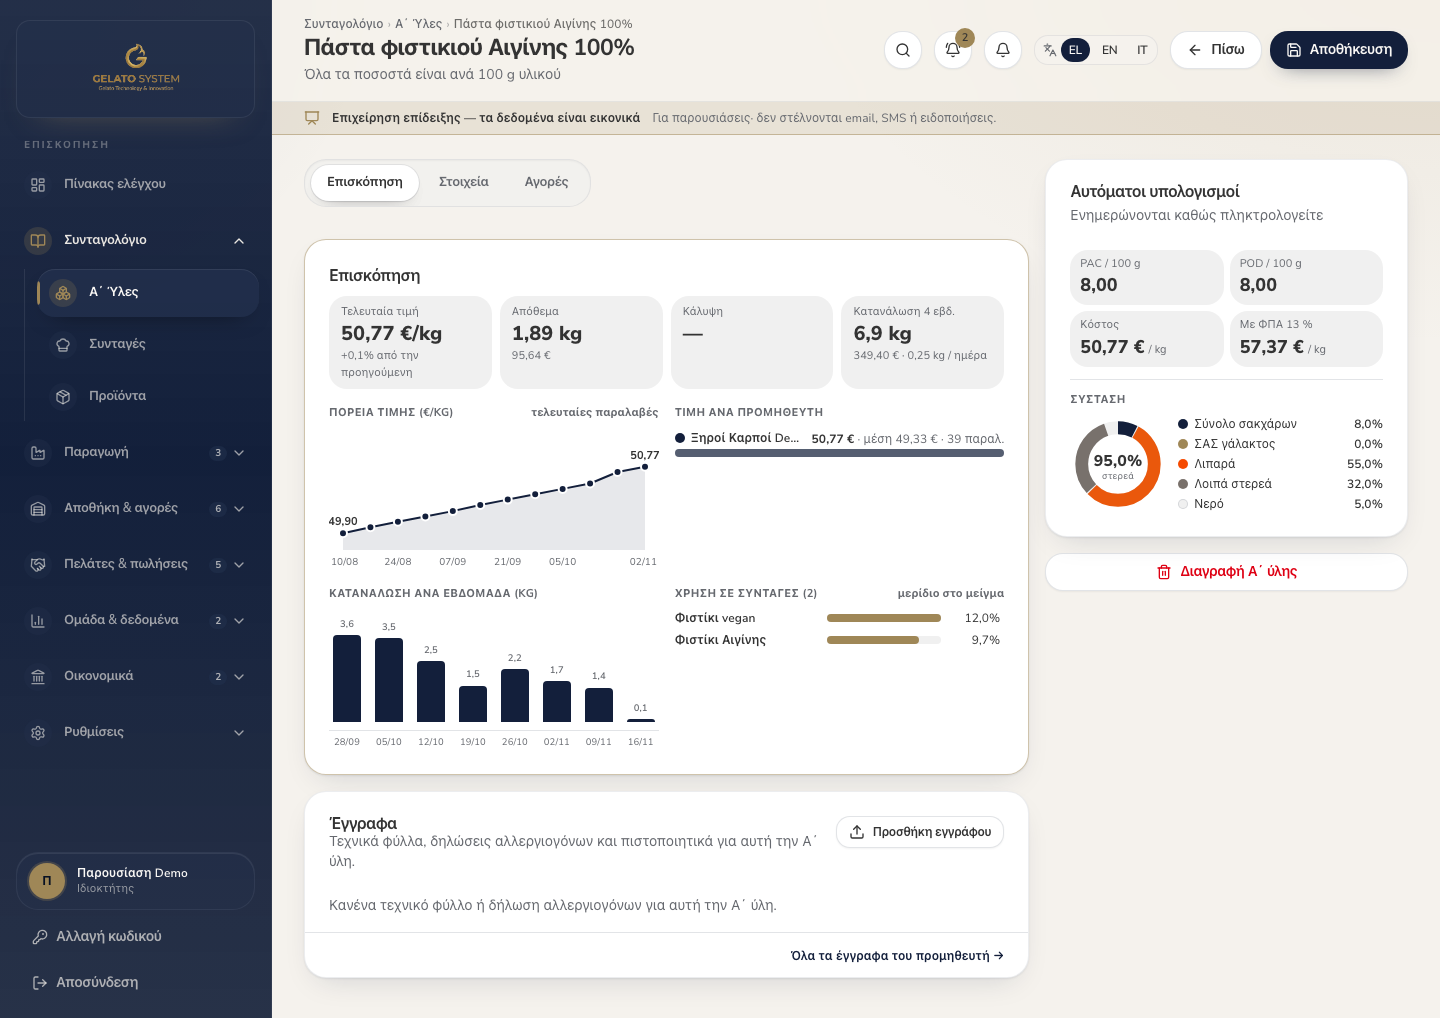 GELATO SYSTEM
Gelato Technology & Innovation
ΕΠΙΣΚΟΠΗΣΗ
Πίνακας ελέγχου
Συνταγολόγιο
Α΄ Ύλες
Συνταγές
Προϊόντα
Παραγωγή 3
Αποθήκη & αγορές 6
Πελάτες & πωλήσεις 5
Ομάδα & δεδομένα 2
Οικονομικά 2
Ρυθμίσεις
Π
Παρουσίαση Demo
Ιδιοκτήτης
Αλλαγή κωδικού
Αποσύνδεση
Συνταγολόγιο › Α΄ Ύλες › Πάστα φιστικιού Αιγίνης 100%
Πάστα φιστικιού Αιγίνης 100%
Όλα τα ποσοστά είναι ανά 100 g υλικού
2
EL EN IT
Πίσω
Αποθήκευση
Επιχείρηση επίδειξης — τα δεδομένα είναι εικονικά Για παρουσιάσεις· δεν στέλνονται email, SMS ή ειδοποιήσεις.
Επισκόπηση Στοιχεία Αγορές
Επισκόπηση
Τελευταία τιμή
50,77 €/kg
+0,1% από την
προηγούμενη
Απόθεμα
1,89 kg
95,64 €
Κάλυψη
—
Κατανάλωση 4 εβδ.
6,9 kg
349,40 € · 0,25 kg / ημέρα
ΠΟΡΕΙΑ ΤΙΜΗΣ (€/KG) τελευταίες παραλαβές
49,90
50,77
10/08 24/08 07/09 21/09 05/10 02/11
ΤΙΜΗ ΑΝΑ ΠΡΟΜΗΘΕΥΤΗ
Ξηροί Καρποί De... 50,77 € · μέση 49,33 € · 39 παραλ.
ΚΑΤΑΝΑΛΩΣΗ ΑΝΑ ΕΒΔΟΜΑΔΑ (KG)
3,6 3,5 2,5 1,5 2,2 1,7 1,4 0,1
28/09 05/10 12/10 19/10 26/10 02/11 09/11 16/11
ΧΡΗΣΗ ΣΕ ΣΥΝΤΑΓΕΣ (2) μερίδιο στο μείγμα
Φιστίκι vegan 12,0%
Φιστίκι Αιγίνης 9,7%
Έγγραφα
Τεχνικά φύλλα, δηλώσεις αλλεργιογόνων και πιστοποιητικά για αυτή την Α΄
ύλη.
Προσθήκη εγγράφου
Κανένα τεχνικό φύλλο ή δήλωση αλλεργιογόνων για αυτή την Α΄ ύλη.
Όλα τα έγγραφα του προμηθευτή →
Αυτόματοι υπολογισμοί
Ενημερώνονται καθώς πληκτρολογείτε
PAC / 100 g
8,00
POD / 100 g
8,00
Κόστος
50,77 € / kg
Με ΦΠΑ 13 %
57,37 € / kg
ΣΥΣΤΑΣΗ
95,0%
στερεά
Σύνολο σακχάρων 8,0%
ΣΑΣ γάλακτος 0,0%
Λιπαρά 55,0%
Λοιπά στερεά 32,0%
Νερό 5,0%
Διαγραφή Α΄ ύλης